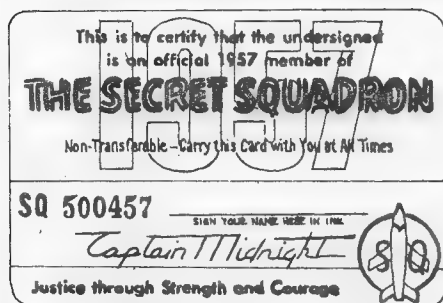 1957
This is to certify that the undersigned
is an official 1957 member of
THE SECRET SQUADRON
Non-Transferable - Carry this Card with You at All Times
SQ 500457
SIGN YOUR NAME HERE IN INK
Captain Midnight
SQ
Justice through Strength and Courage